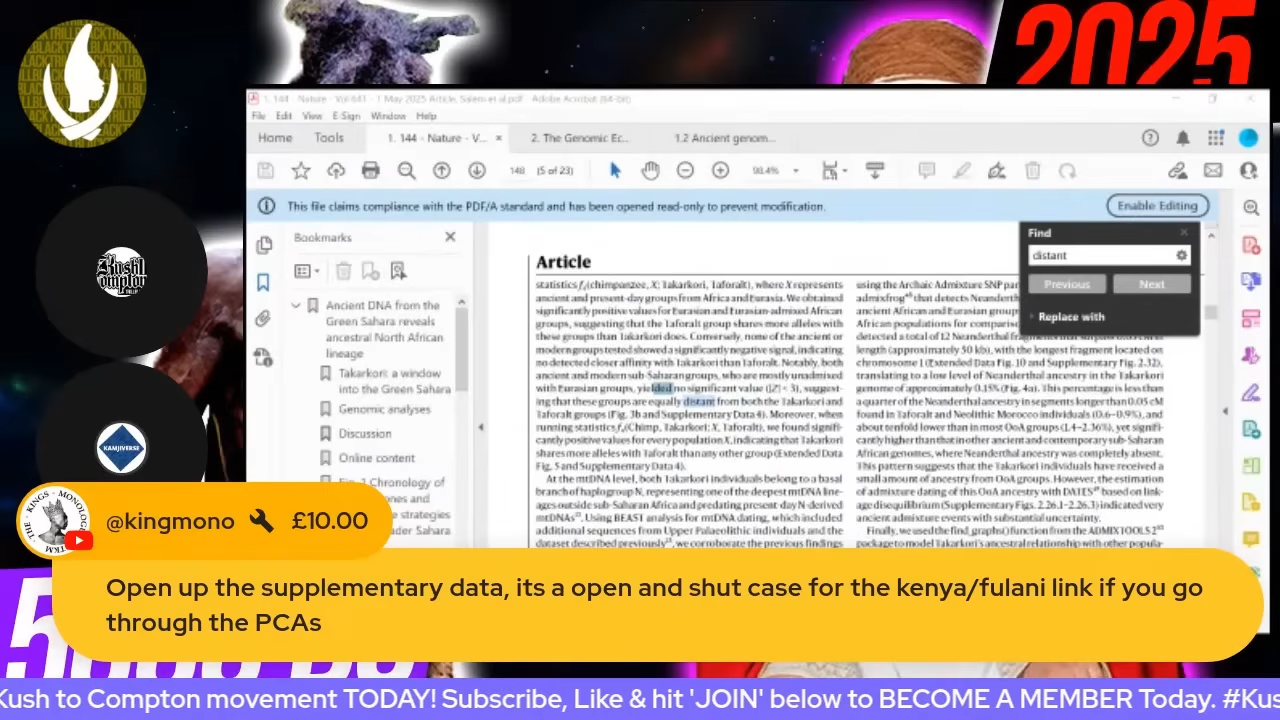 2025
1. 144 - Nature - Vol 641 - 1 May 2025 Article, Salem et al.pdf - Adobe Acrobat (64-bit)
File Edit View E-Sign Window Help
Home Tools 1. 144 - Nature - V... × 2. The Genomic Ec... 1.2 Ancient genom...
148 (5 of 23) 98.4%
This file claims compliance with the PDF/A standard and has been opened read-only to prevent modification. Enable Editing
Bookmarks
Ancient DNA from the
Green Sahara reveals
ancestral North African
lineage
Takarkori: a window
into the Green Sahara
Genomic analyses
Discussion
Online content
Fig. 1 Chronology of
ones and
e strategies
ader Sahara
Find
distant
Previous Next
Replace with
Article
statistics f4(chimpanzee, X; Takarkori, Taforalt), where X represents
ancient and present-day groups from Africa and Eurasia. We obtained
significantly positive values for Eurasian and Eurasian-admixed African
groups, suggesting that the Taforalt group shares more alleles with
these groups than Takarkori does. Conversely, none of the ancient or
modern groups tested showed a significantly negative signal, indicating
no detected closer affinity with Takarkori than Taforalt. Notably, both
ancient and modern sub-Saharan groups, who are mostly unadmixed
with Eurasian groups, yielded no significant value (|Z| < 3), suggest-
ing that these groups are equally distant from both the Takarkori and
Taforalt groups (Fig. 3b and Supplementary Data 4). Moreover, when
running statistics f4(Chimp, Takarkori; X, Taforalt), we found signifi-
cantly positive values for every population X, indicating that Takarkori
shares more alleles with Taforalt than any other group (Extended Data
Fig. 5 and Supplementary Data 4).
At the mtDNA level, both Takarkori individuals belong to a basal
branch of haplogroup N, representing one of the deepest mtDNA line-
ages outside sub-Saharan Africa and predating present-day N-derived
mtDNAs. Using BEAST analysis for mtDNA dating, which included
additional sequences from Upper Palaeolithic individuals and the
dataset described previously, we corroborate the previous findings
using the Archaic Admixture SNP pan
admixfrog that detects Neanderth
ancient African and Eurasian group
African populations for compariso
detected a total of 12 Neanderthal
length (approximately 50 kb), with the longest fragment located on
chromosome 1 (Extended Data Fig. 10 and Supplementary Fig. 2.32),
translating to a low level of Neanderthal ancestry in the Takarkori
genome of approximately 0.15% (Fig. 4a). This percentage is less than
a quarter of the Neanderthal ancestry in segments longer than 0.05 cM
found in Taforalt and Neolithic Morocco individuals (0.6–0.9%), and
about tenfold lower than in most OoA groups (1.4–2.36%), yet signifi-
cantly higher than that in other ancient and contemporary sub-Saharan
African genomes, where Neanderthal ancestry was completely absent.
This pattern suggests that the Takarkori individuals have received a
small amount of ancestry from OoA groups. However, the estimation
of admixture dating of this OoA ancestry with DATES based on link-
age disequilibrium (Supplementary Figs. 2.26.1–2.26.3) indicated very
ancient admixture events with substantial uncertainty.
Finally, we used the find_graphs() function from the ADMIXTOOLS 2
package to model Takarkori's ancestral relationship with other popula-
KAMJIVERSE
@kingmono £10.00
Open up the supplementary data, its a open and shut case for the kenya/fulani link if you go
through the PCAs
Kush to Compton movement TODAY! Subscribe, Like & hit 'JOIN' below to BECOME A MEMBER Today. #Kus